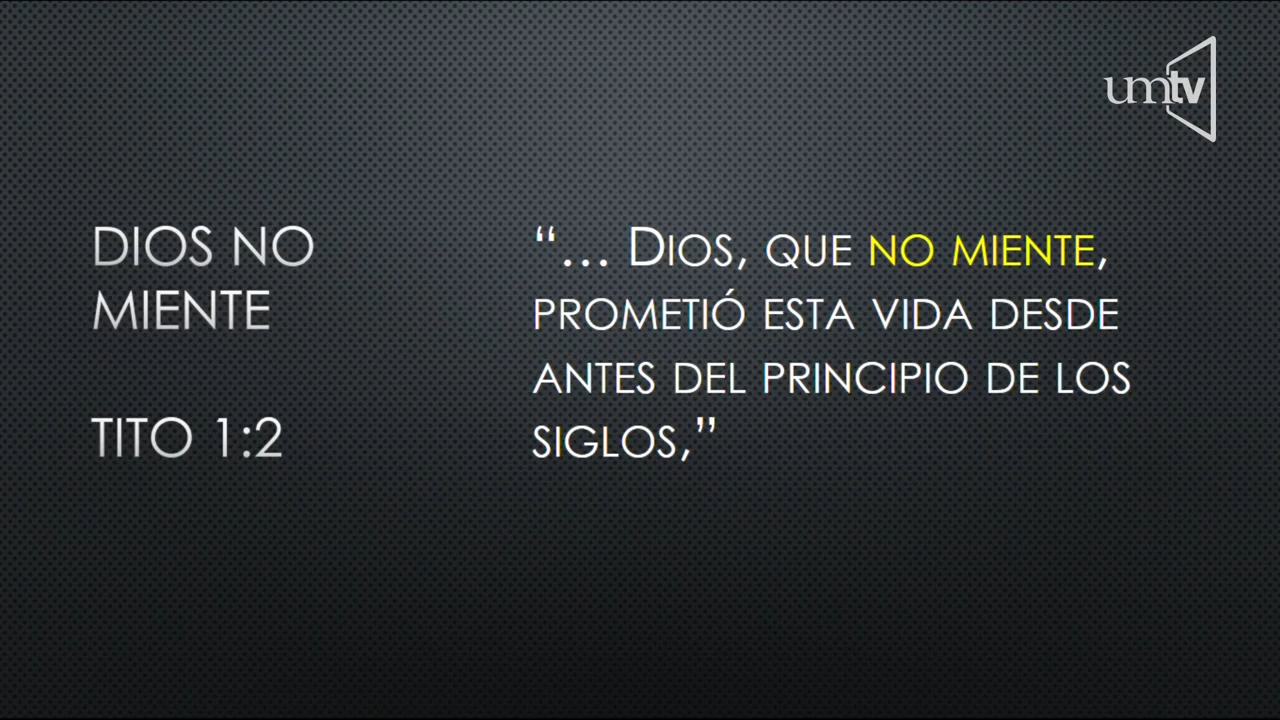 umtv
DIOS NO
MIENTE
TITO 1:2
“… DIOS, QUE NO MIENTE,
PROMETIÓ ESTA VIDA DESDE
ANTES DEL PRINCIPIO DE LOS
SIGLOS,”